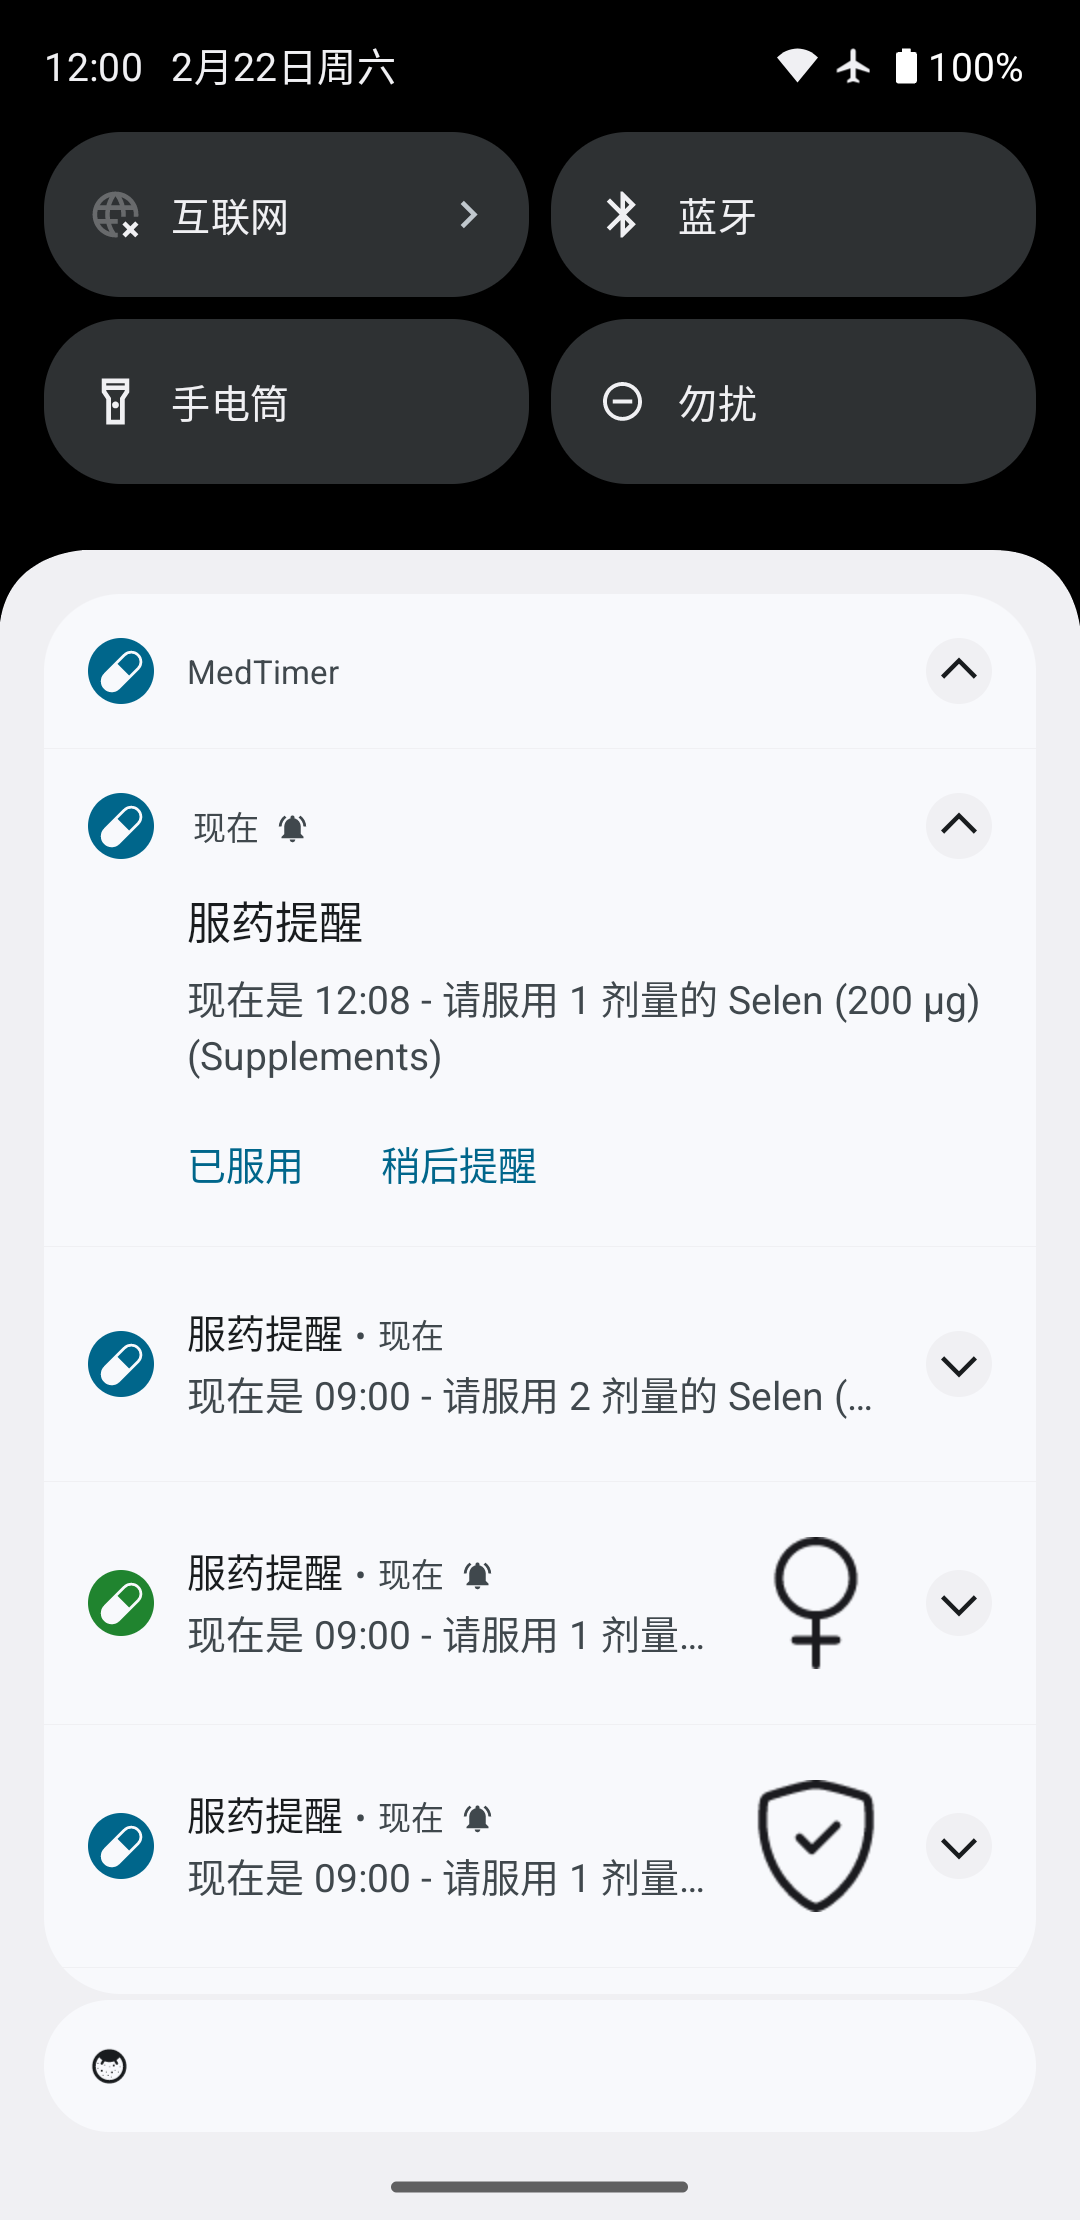 12:00 2月22日周六 100%
互联网
蓝牙
手电筒
勿扰
MedTimer
现在
服药提醒
现在是 12:08 - 请服用 1 剂量的 Selen (200 µg)
(Supplements)
已服用 稍后提醒
服药提醒 • 现在
现在是 09:00 - 请服用 2 剂量的 Selen (…
服药提醒 • 现在
现在是 09:00 - 请服用 1 剂量…
服药提醒 • 现在
现在是 09:00 - 请服用 1 剂量…